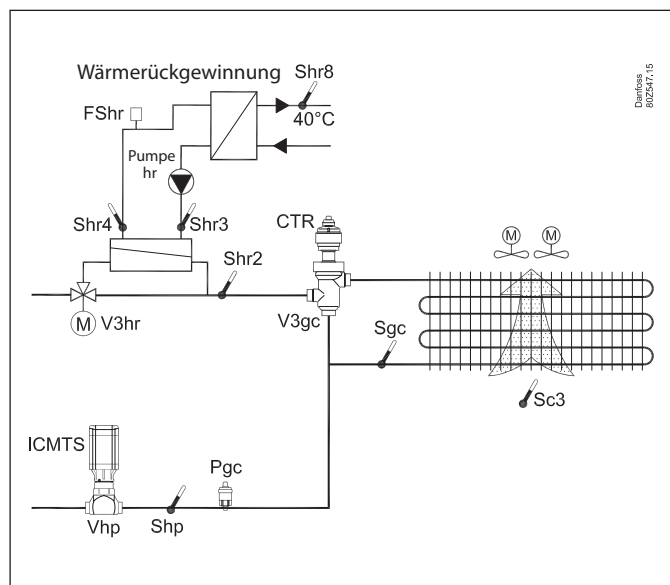 Wärmerückgewinnung
Shr8
Danfoss
80Z547.15
FShr
40°C
Pumpe
hr
Shr4
Shr3
CTR
M
M
Shr2
V3hr
M
V3gc
Sgc
Sc3
ICMTS
Pgc
Vhp
Shp